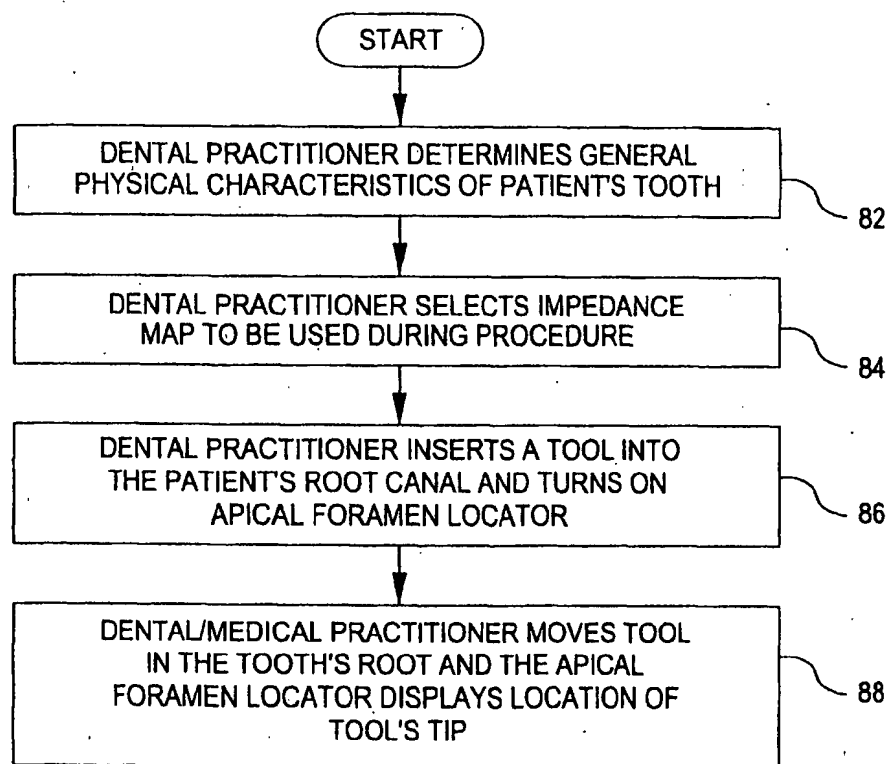 START
DENTAL PRACTITIONER DETERMINES GENERAL
PHYSICAL CHARACTERISTICS OF PATIENT'S TOOTH
82
DENTAL PRACTITIONER SELECTS IMPEDANCE
MAP TO BE USED DURING PROCEDURE
84
DENTAL PRACTITIONER INSERTS A TOOL INTO
THE PATIENT'S ROOT CANAL AND TURNS ON
APICAL FORAMEN LOCATOR
86
DENTAL/MEDICAL PRACTITIONER MOVES TOOL
IN THE TOOTH'S ROOT AND THE APICAL
FORAMEN LOCATOR DISPLAYS LOCATION OF
TOOL'S TIP
88